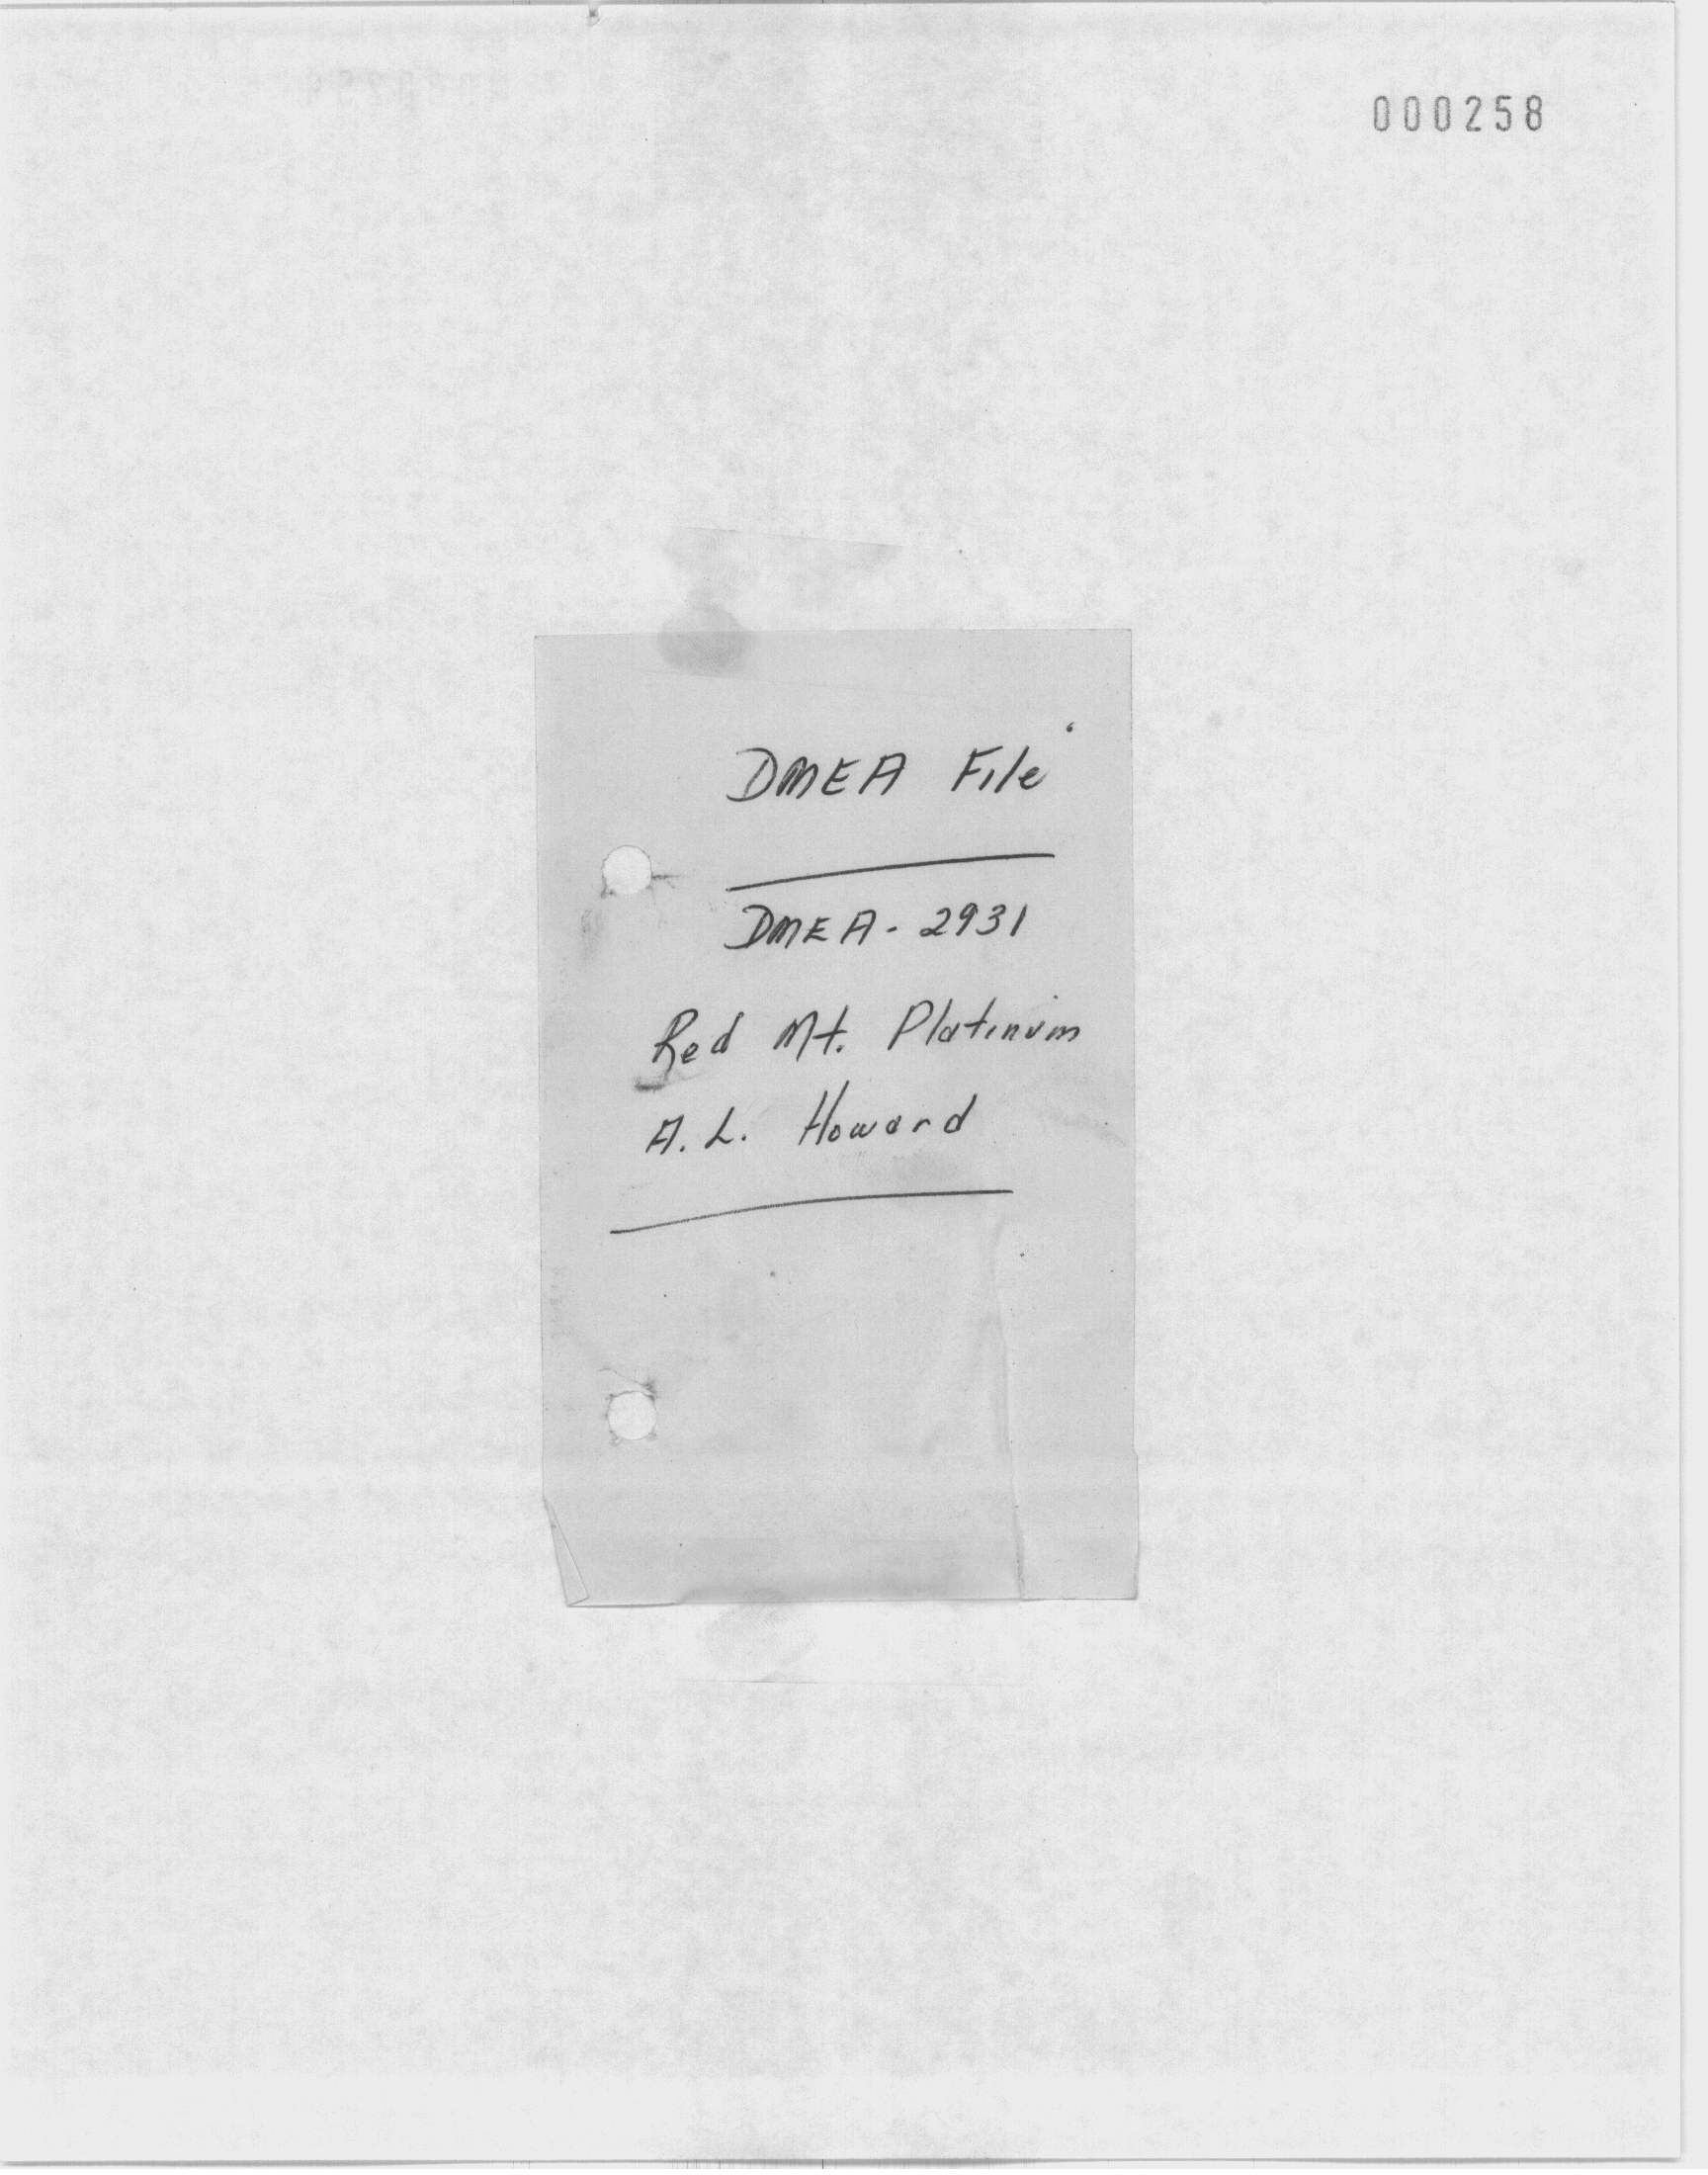 000258
DMEA File
DMEA - 2931
Red Mt. Platinum
A. L. Howard